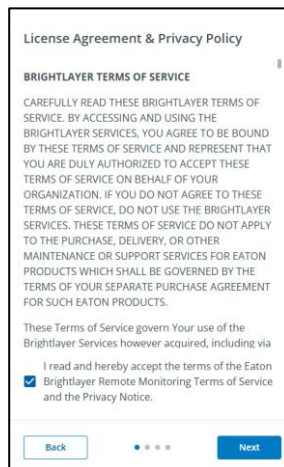 License Agreement & Privacy Policy
BRIGHTLAYER TERMS OF SERVICE
CAREFULLY READ THESE BRIGHTLAYER TERMS OF
SERVICE. BY ACCESSING AND USING THE
BRIGHTLAYER SERVICES, YOU AGREE TO BE BOUND
BY THESE TERMS OF SERVICE AND REPRESENT THAT
YOU ARE DULY AUTHORIZED TO ACCEPT THESE
TERMS OF SERVICE ON BEHALF OF YOUR
ORGANIZATION. IF YOU DO NOT AGREE TO THESE
TERMS OF SERVICE, DO NOT USE THE BRIGHTLAYER
SERVICES. THESE TERMS OF SERVICE DO NOT APPLY
TO THE PURCHASE, DELIVERY, OR OTHER
MAINTENANCE OR SUPPORT SERVICES FOR EATON
PRODUCTS WHICH SHALL BE GOVERNED BY THE
TERMS OF YOUR SEPARATE PURCHASE AGREEMENT
FOR SUCH EATON PRODUCTS.
These Terms of Service govern Your use of the
Brightlayer Services however acquired, including via
I read and hereby accept the terms of the Eaton
Brightlayer Remote Monitoring Terms of Service
and the Privacy Notice.
Back Next